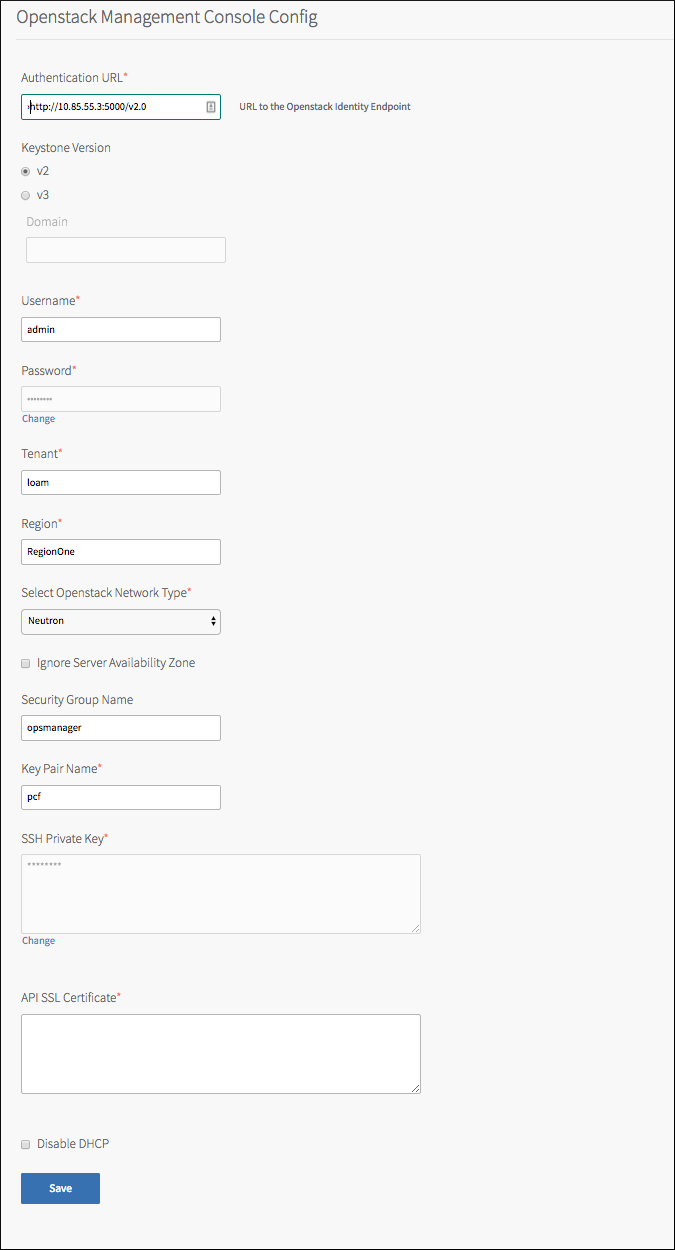 Openstack Management Console Config
Authentication URL*
http://10.85.55.3:5000/v2.0
URL to the Openstack Identity Endpoint
Keystone Version
v2
v3
Domain
Username*
admin
Password*
••••••••
Change
Tenant*
loam
Region*
RegionOne
Select Openstack Network Type*
Neutron
Ignore Server Availability Zone
Security Group Name
opsmanager
Key Pair Name*
pcf
SSH Private Key*
********
Change
API SSL Certificate*
Disable DHCP
Save